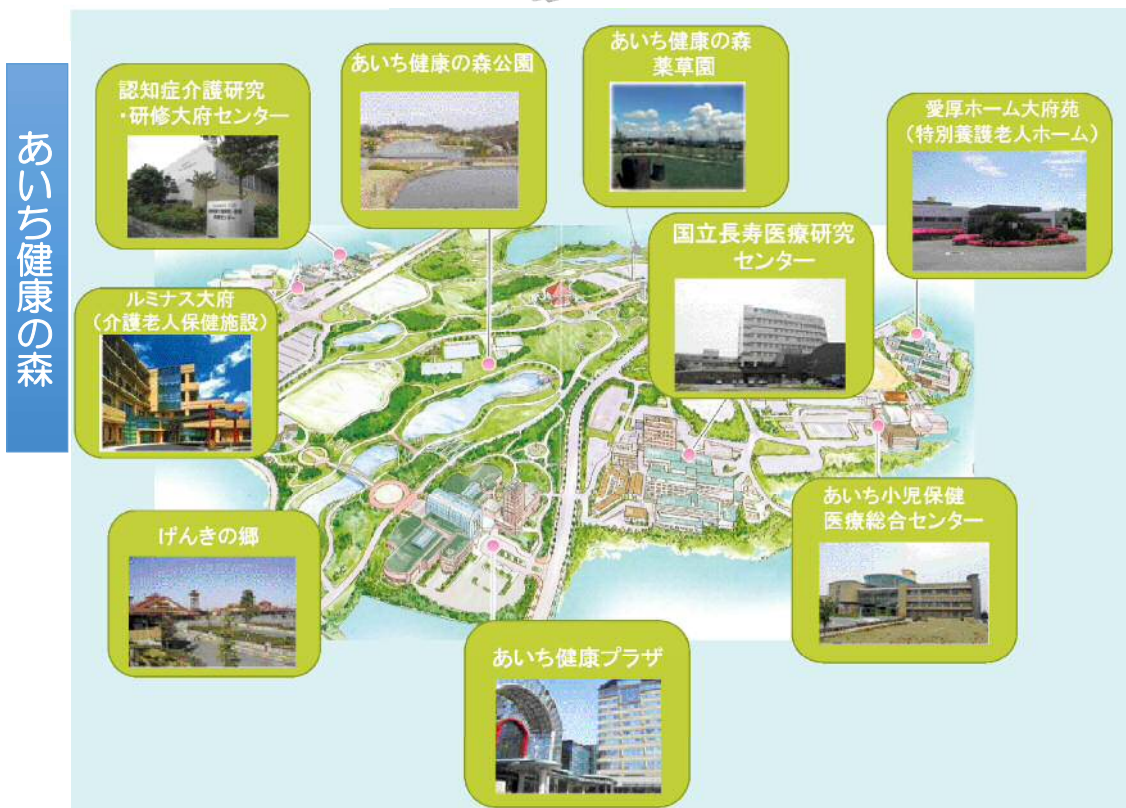 あいち健康の森
認知症介護研究
・研修大府センター
あいち健康の森公園
あいち健康の森
薬草園
愛厚ホーム大府苑
(特別養護老人ホーム)
国立長寿医療研究
センター
ルミナス大府
(介護老人保健施設)
げんきの郷
あいち健康プラザ
あいち小児保健
医療総合センター